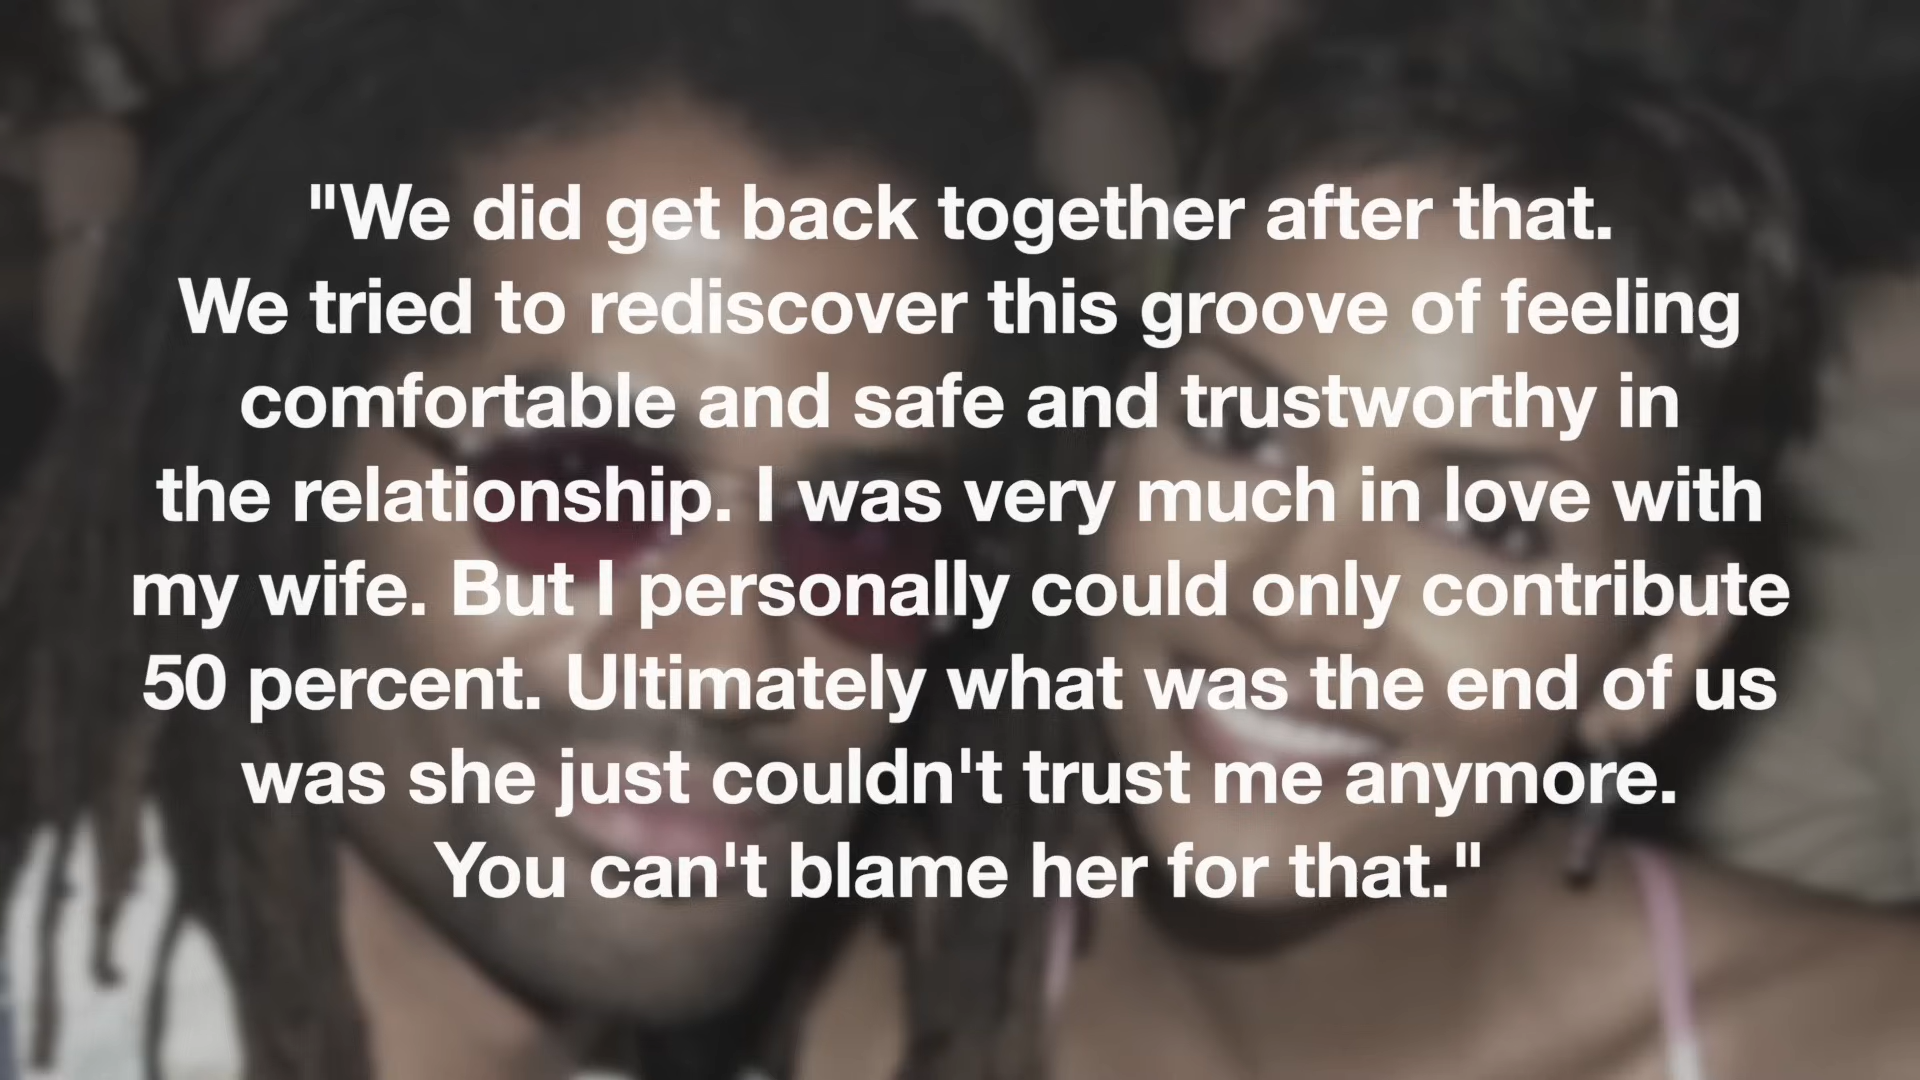 "We did get back together after that.
We tried to rediscover this groove of feeling
comfortable and safe and trustworthy in
the relationship. I was very much in love with
my wife. But I personally could only contribute
50 percent. Ultimately what was the end of us
was she just couldn't trust me anymore.
You can't blame her for that."